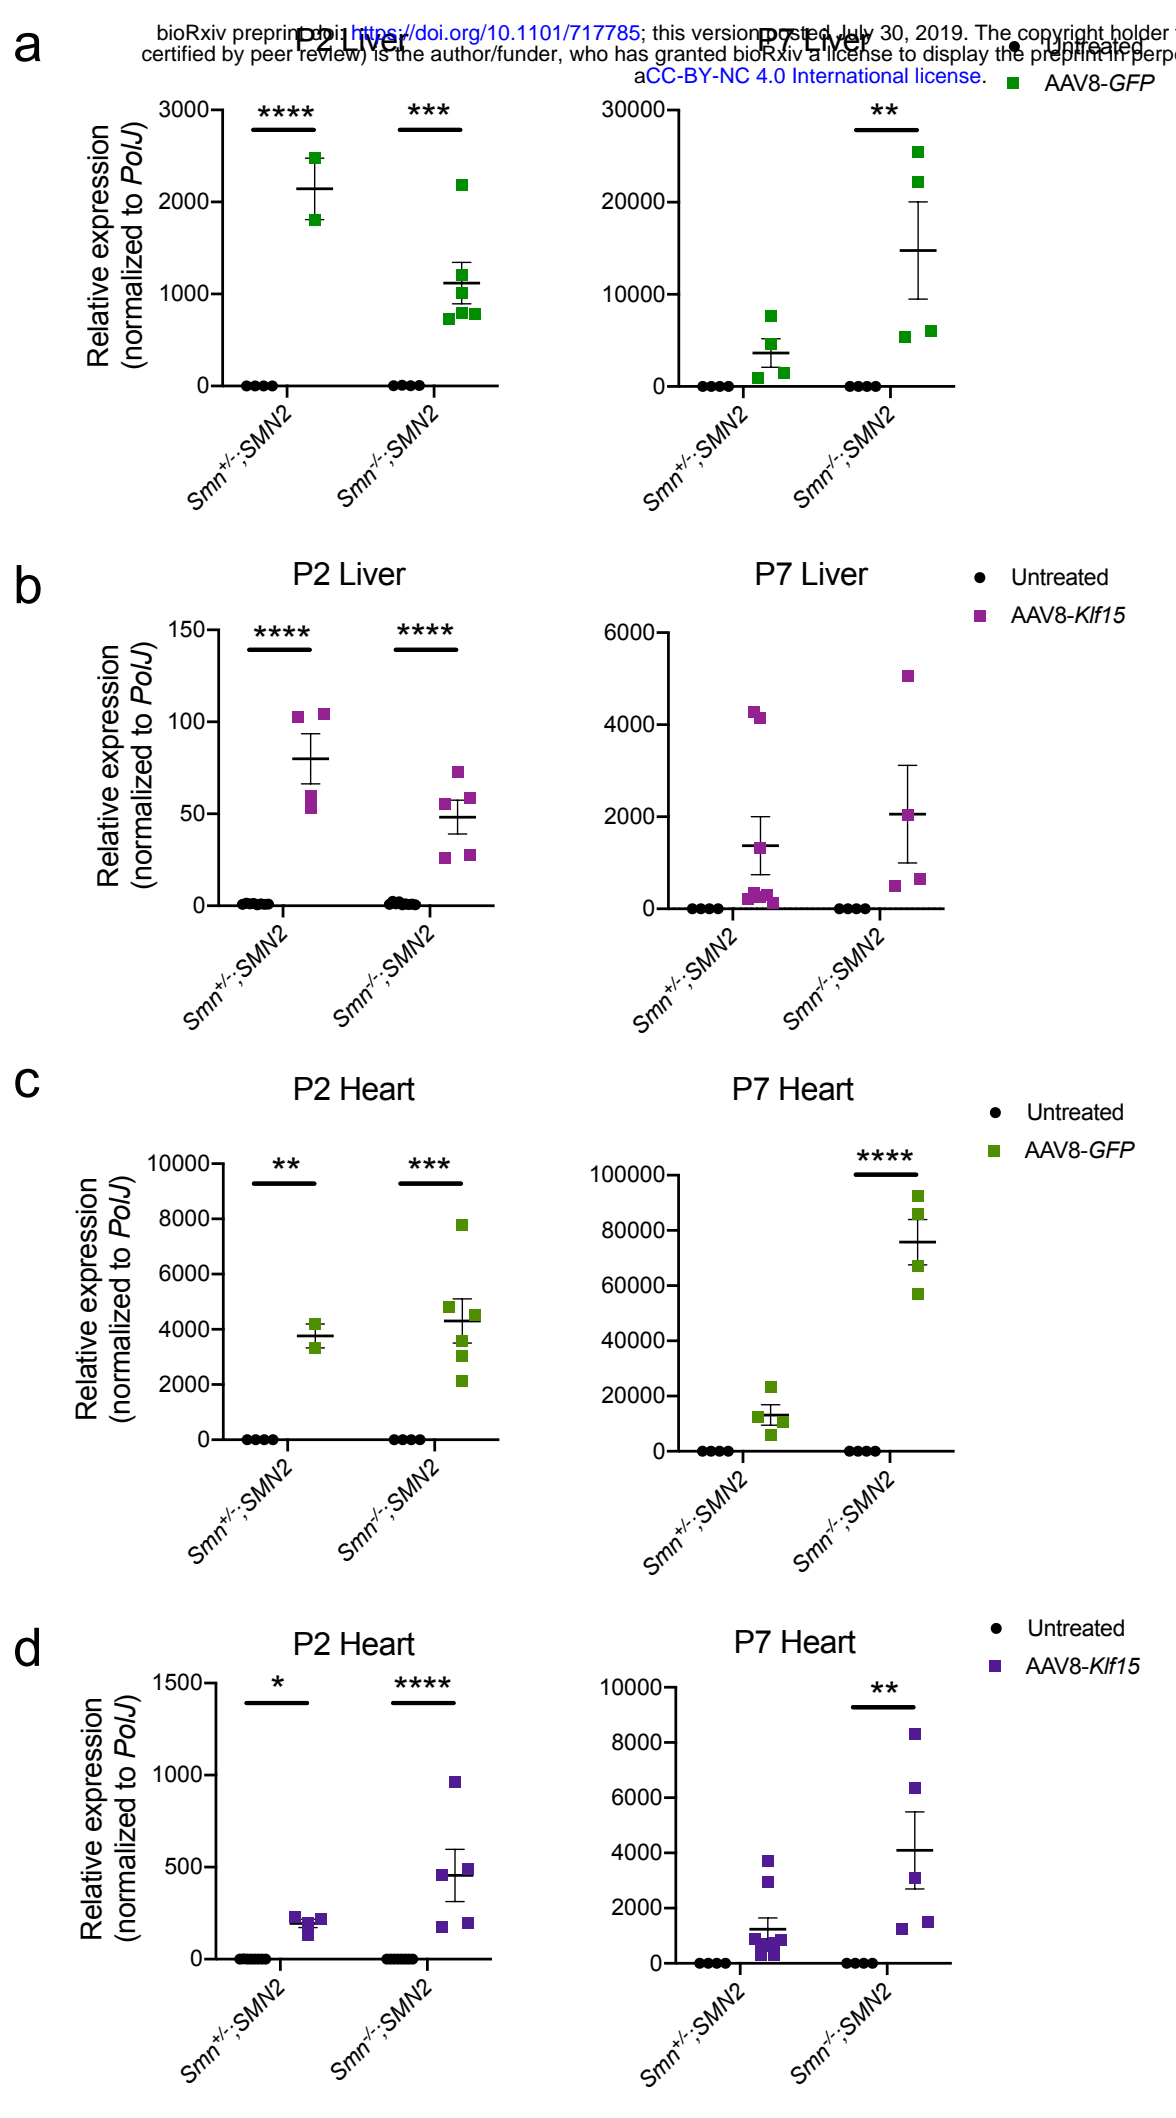 bioRxiv preprint doi: https://doi.org/10.1101/717785; this version posted July 30, 2019. The copyright holder
certified by peer review) is the author/funder, who has granted bioRxiv a license to display the preprint in
aCC-BY-NC 4.0 International license.
a
P2 Liver
P7 Liver
Untreated
AAV8-GFP
Relative expression
(normalized to PolJ)
3000
2000
1000
0
****
***
Smn+/-;SMN2
Smn-/-;SMN2
30000
20000
10000
0
**
Smn+/-;SMN2
Smn-/-;SMN2
b
P2 Liver
P7 Liver
Untreated
AAV8-Klf15
Relative expression
(normalized to PolJ)
150
100
50
0
****
****
Smn+/-;SMN2
Smn-/-;SMN2
6000
4000
2000
0
Smn+/-;SMN2
Smn-/-;SMN2
c
P2 Heart
P7 Heart
Untreated
AAV8-GFP
Relative expression
(normalized to PolJ)
10000
8000
6000
4000
2000
0
**
***
Smn+/-;SMN2
Smn-/-;SMN2
100000
80000
60000
40000
20000
0
****
Smn+/-;SMN2
Smn-/-;SMN2
d
P2 Heart
P7 Heart
Untreated
AAV8-Klf15
Relative expression
(normalized to PolJ)
1500
1000
500
0
*
****
Smn+/-;SMN2
Smn-/-;SMN2
10000
8000
6000
4000
2000
0
**
Smn+/-;SMN2
Smn-/-;SMN2